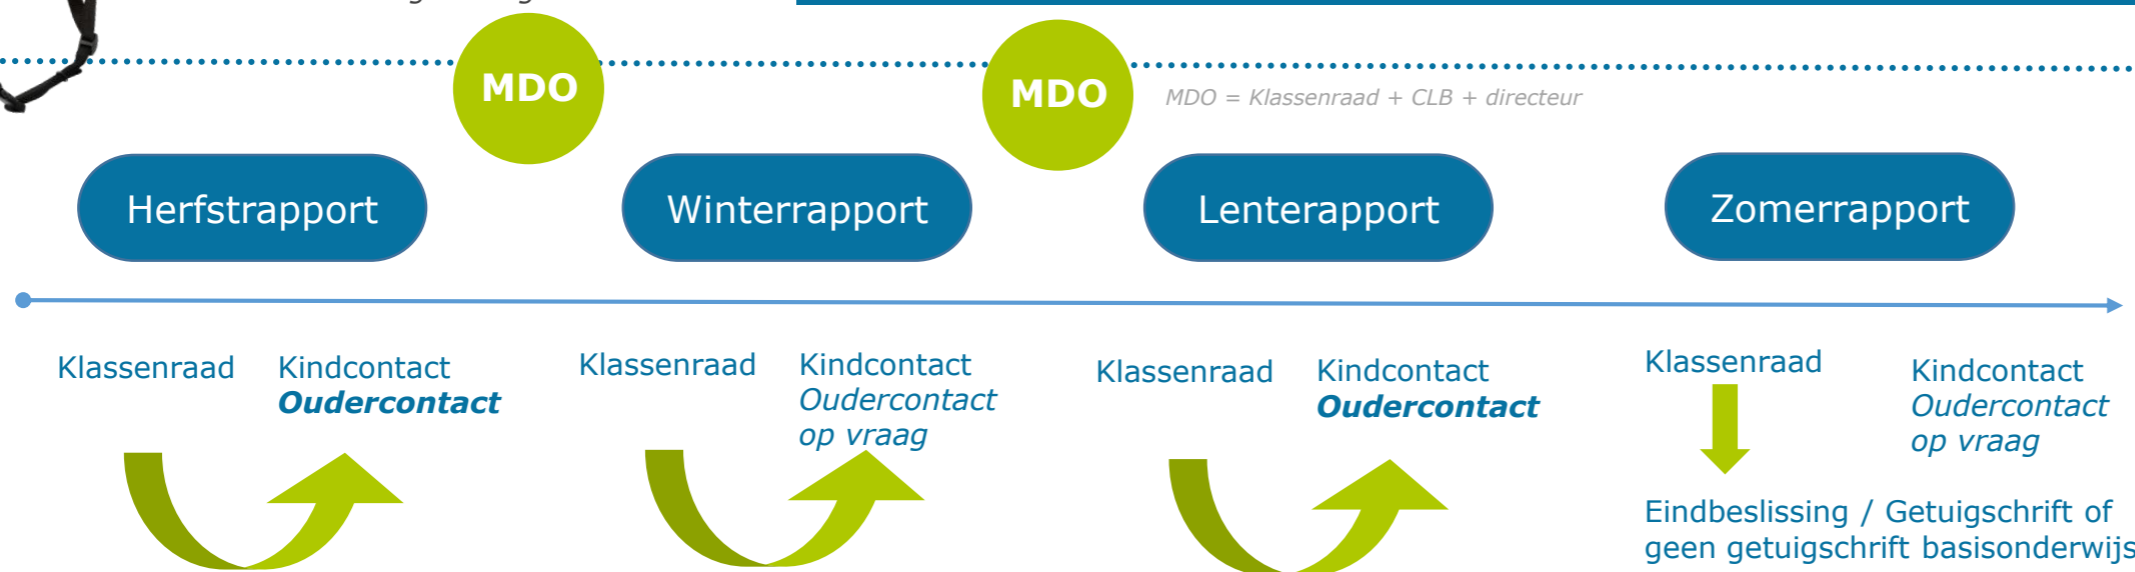 MDO
MDO
MDO = Klassenraad + CLB + directeur
Herfstrapport
Winterrapport
Lenterapport
Zomerrapport
Klassenraad
Kindcontact
Oudercontact
Klassenraad
Kindcontact
Oudercontact
op vraag
Klassenraad
Kindcontact
Oudercontact
Klassenraad
Kindcontact
Oudercontact
op vraag
Eindbeslissing / Getuigschrift of
geen getuigschrift basisonderwijs